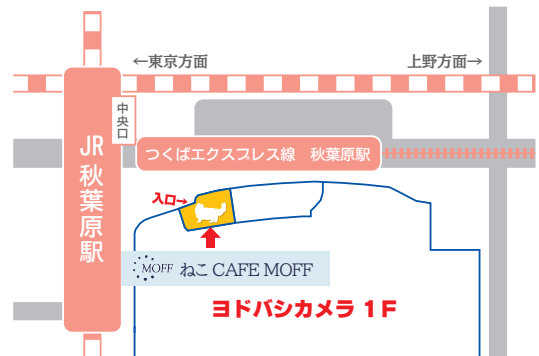 ←東京方面
上野方面→
中央口
JR秋葉原駅
つくばエクスプレス線 秋葉原駅
入口→
MOFF ねこ CAFE MOFF
ヨドバシカメラ 1F